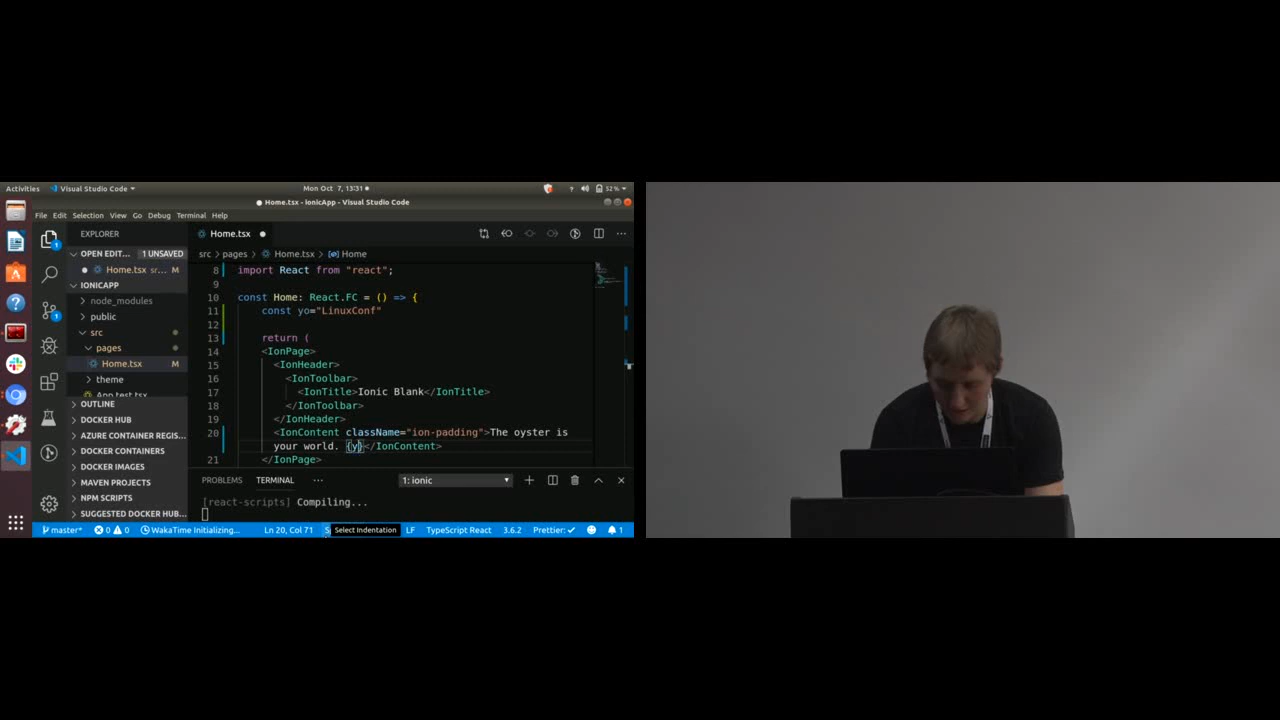 Activities Visual Studio Code Mon Oct 7, 13:31 ? 52%
Home.tsx - ionicApp - Visual Studio Code
File Edit Selection View Go Debug Terminal Help
EXPLORER
OPEN EDIT... 1 UNSAVED
Home.tsx sr... M
IONICAPP
node_modules
public
src
pages
Home.tsx M
theme
App.test.tsx
OUTLINE
DOCKER HUB
AZURE CONTAINER REGIS...
DOCKER CONTAINERS
DOCKER IMAGES
MAVEN PROJECTS
NPM SCRIPTS
SUGGESTED DOCKER HUB...
Home.tsx
src > pages > Home.tsx > Home
8 import React from "react";
9
10 const Home: React.FC = () => {
11 const yo="LinuxConf"
12
13 return (
14 <IonPage>
15 <IonHeader>
16 <IonToolbar>
17 <IonTitle>Ionic Blank</IonTitle>
18 </IonToolbar>
19 </IonHeader>
20 <IonContent className="ion-padding">The oyster is
your world. {y}</IonContent>
21 </IonPage>
PROBLEMS TERMINAL ... 1: ionic
[react-scripts] Compiling...
master* 0 0 WakaTime Initializing... Ln 20, Col 71 Select Indentation LF TypeScript React 3.6.2 Prettier: ✓ 1